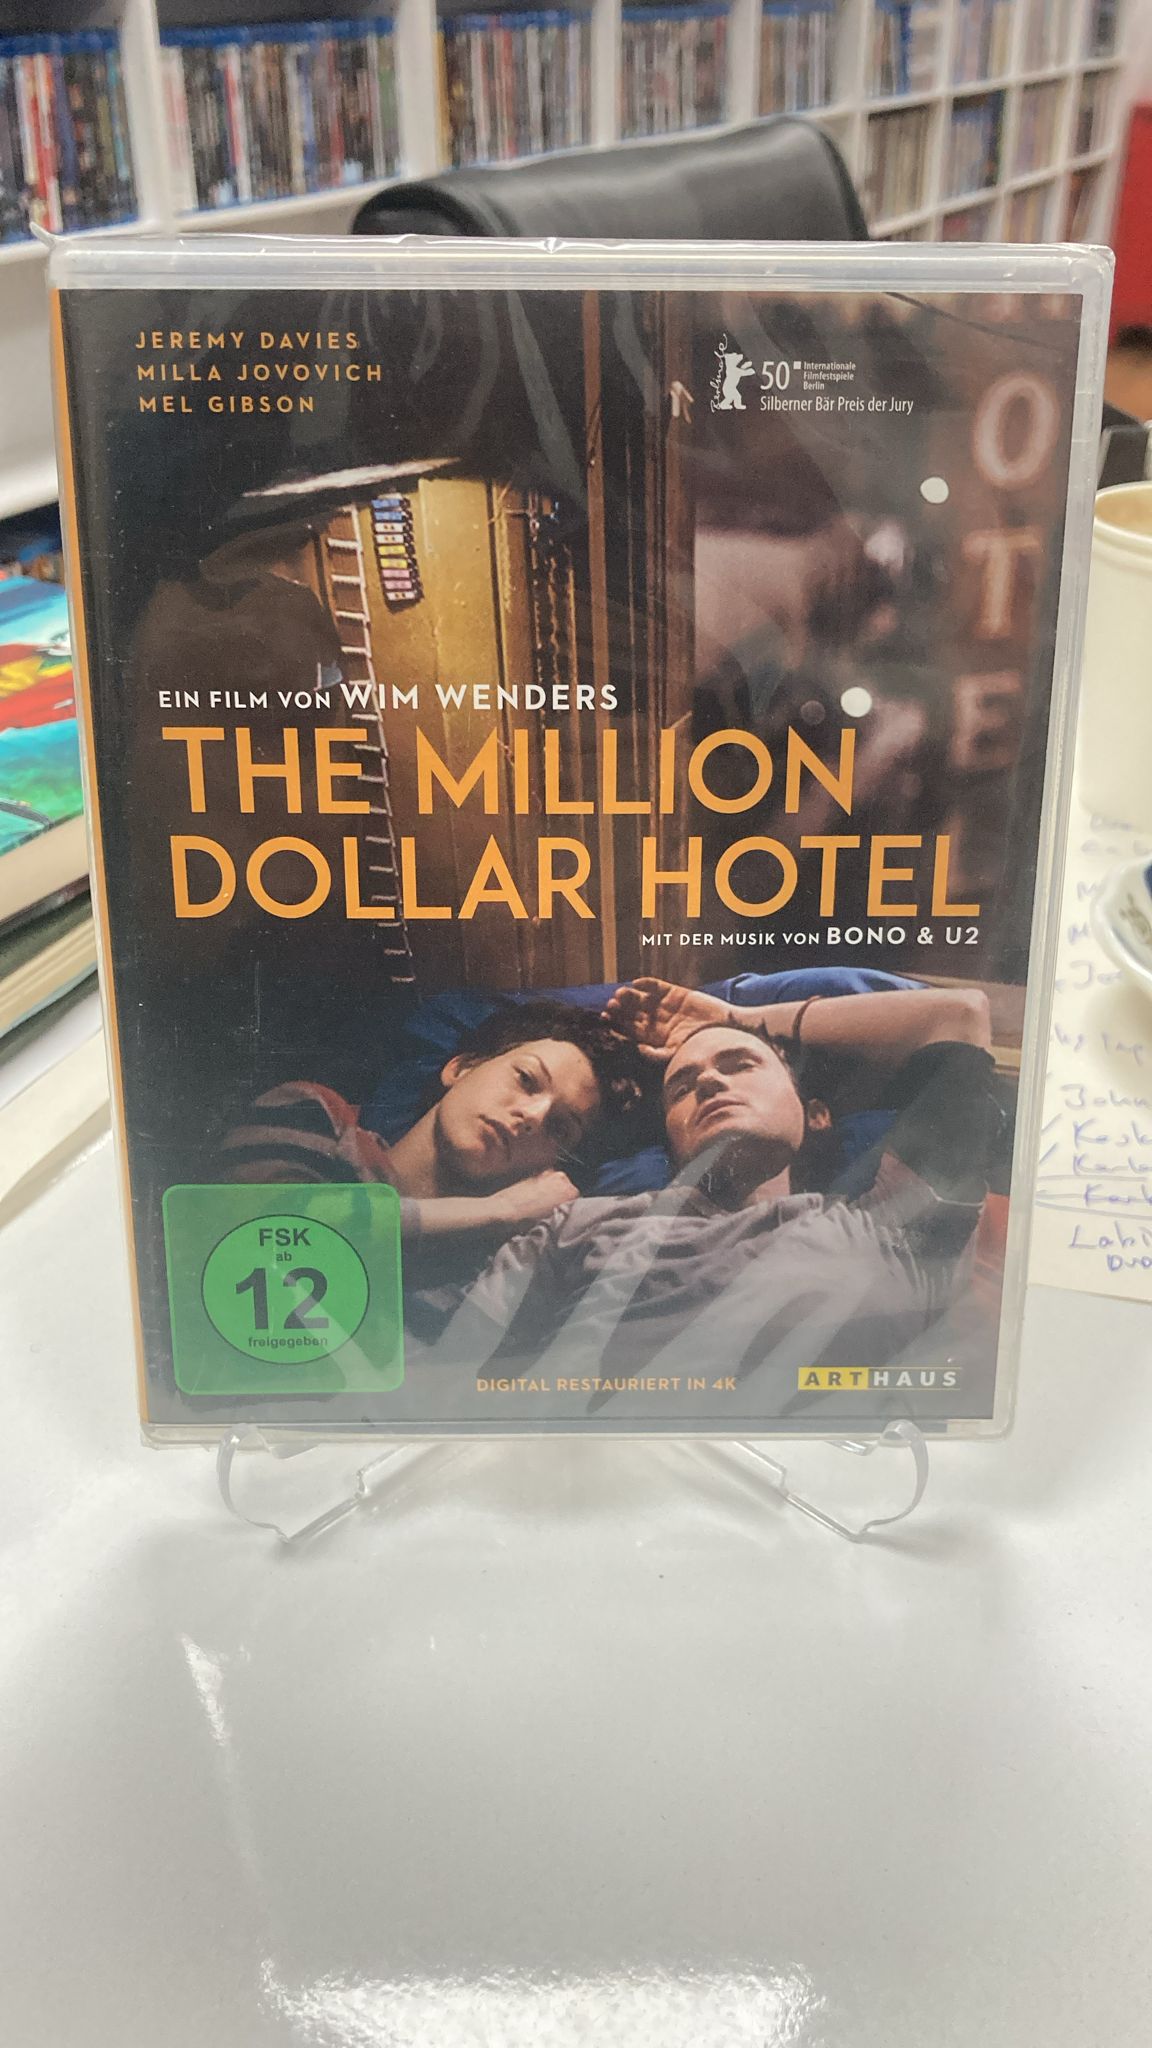 JEREMY DAVIES
MILLA JOVOVICH
MEL GIBSON
Berlinale
50 Internationale
Filmfestspiele
Berlin
Silberner Bär Preis der Jury
OTE
EIN FILM VON WIM WENDERS
THE MILLION
DOLLAR HOTEL
MIT DER MUSIK VON BONO & U2
FSK
ab
12
freigegeben
DIGITAL RESTAURIERT IN 4K
ARTHAUS
John